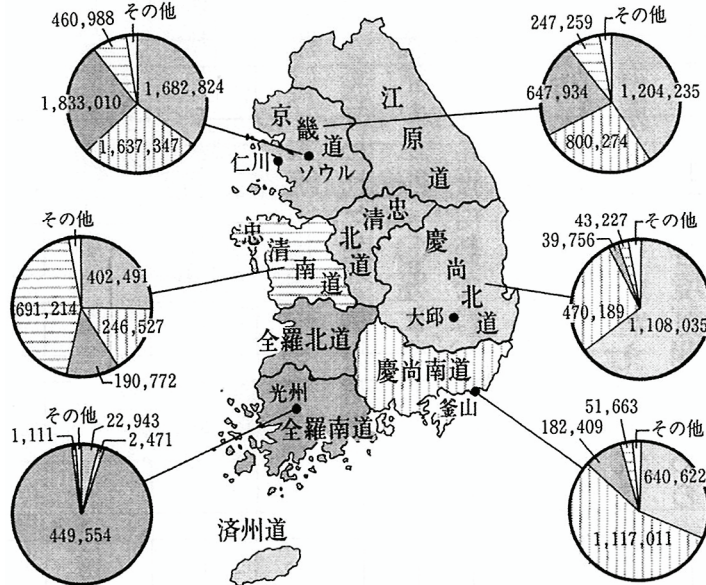 460,988
その他
1,682,824
1,833,010
1,637,347
247,259
その他
1,204,235
647,934
800,274
江原道
京畿道
仁川
ソウル
忠清北道
忠清南道
慶尚北道
大邱
全羅北道
慶尚南道
釜山
光州
全羅南道
済州道
その他
402,491
691,214
246,527
190,772
43,227
その他
39,756
470,189
1,108,035
その他
1,111
22,943
2,471
449,554
51,663
その他
182,409
640,622
1,117,011